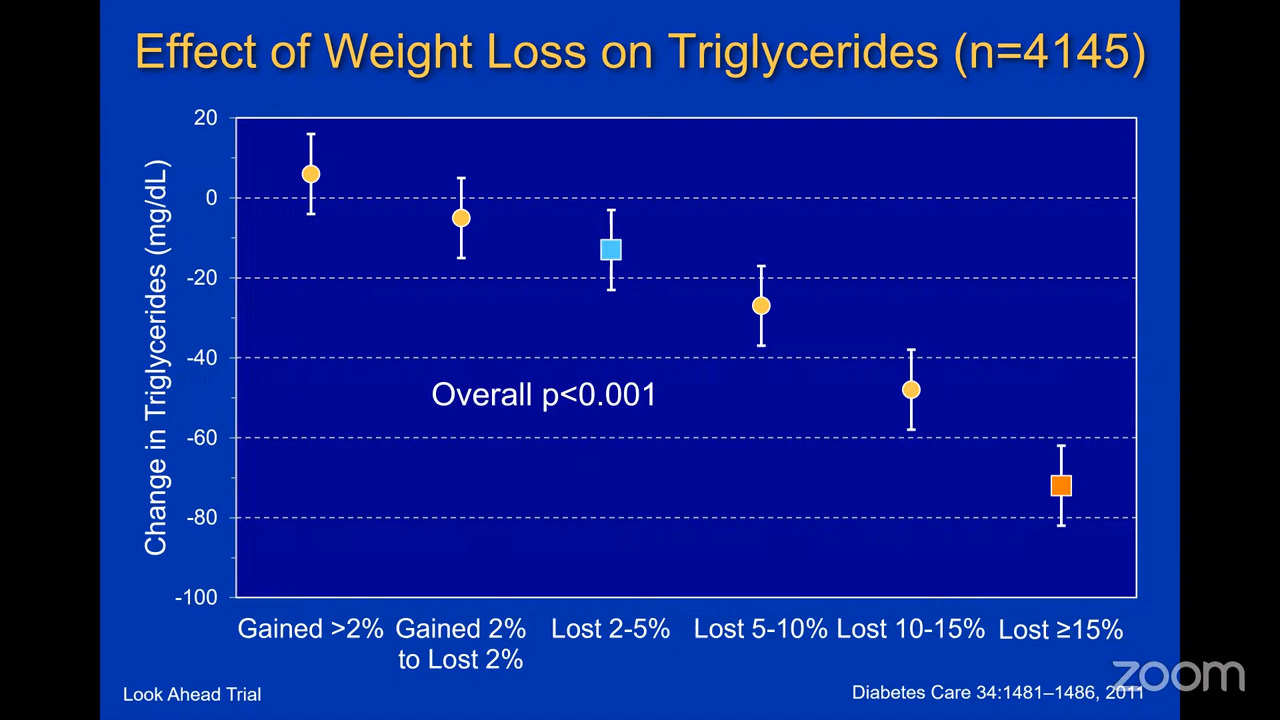 Effect of Weight Loss on Triglycerides (n=4145)
Change in Triglycerides (mg/dL)
20
0
-20
-40
-60
-80
-100
Overall p<0.001
Gained >2%
Gained 2%
to Lost 2%
Lost 2-5%
Lost 5-10%
Lost 10-15%
Lost ≥15%
Look Ahead Trial
Diabetes Care 34:1481–1486, 2011
zoom